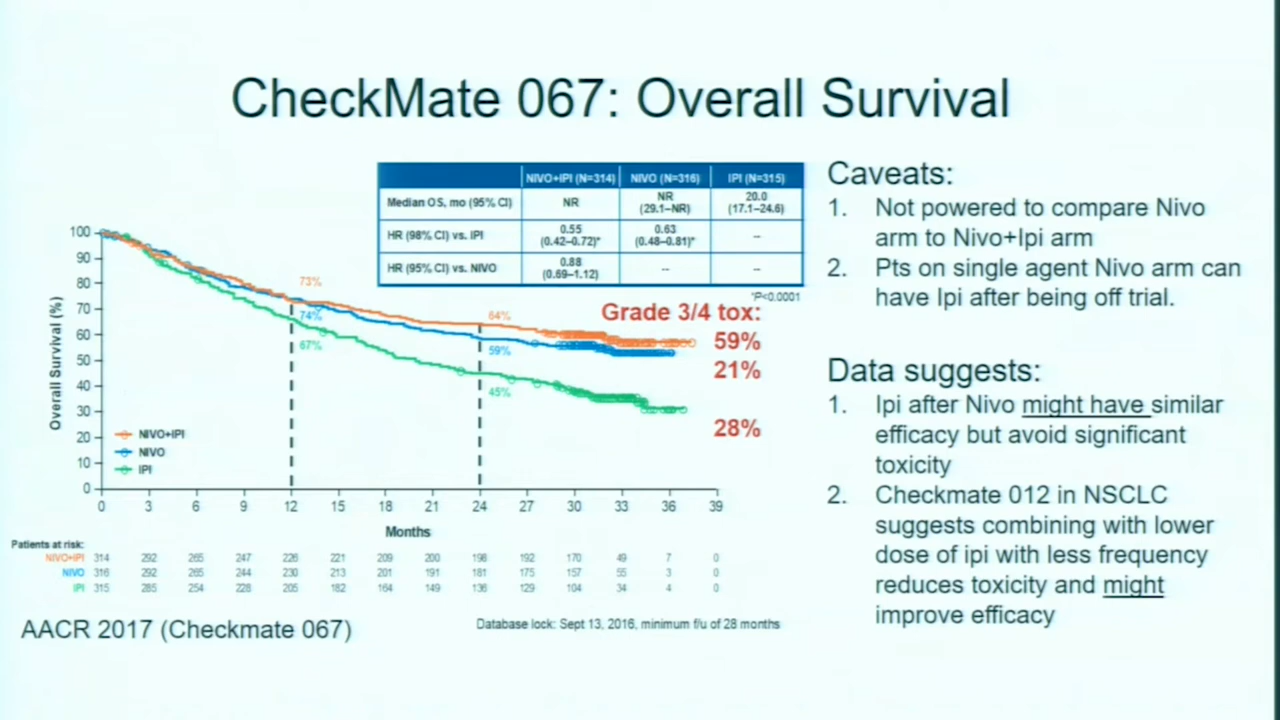 CheckMate 067: Overall Survival
NIVO+IPI (N=314) NIVO (N=316) IPI (N=315)
Median OS, mo (95% CI) NR NR (29.1–NR) 20.0 (17.1–24.6)
HR (98% CI) vs. IPI 0.55 (0.42–0.72)* 0.63 (0.48–0.81)* --
HR (95% CI) vs. NIVO 0.88 (0.69–1.12) -- --
*P<0.0001
Overall Survival (%)
100
90
80
70
60
50
40
30
20
10
0
73%
74%
67%
64%
59%
45%
Grade 3/4 tox:
59%
21%
28%
NIVO+IPI
NIVO
IPI
0 3 6 9 12 15 18 21 24 27 30 33 36 39
Months
Patients at risk:
NIVO+IPI 314 292 265 247 226 221 209 200 198 192 170 49 7 0
NIVO 316 292 265 244 230 213 201 191 181 175 157 55 3 0
IPI 315 285 254 228 205 182 164 149 136 129 104 34 4 0
AACR 2017 (Checkmate 067)
Database lock: Sept 13, 2016, minimum f/u of 28 months
Caveats:
1. Not powered to compare Nivo
arm to Nivo+Ipi arm
2. Pts on single agent Nivo arm can
have Ipi after being off trial.
Data suggests:
1. Ipi after Nivo might have similar
efficacy but avoid significant
toxicity
2. Checkmate 012 in NSCLC
suggests combining with lower
dose of ipi with less frequency
reduces toxicity and might
improve efficacy